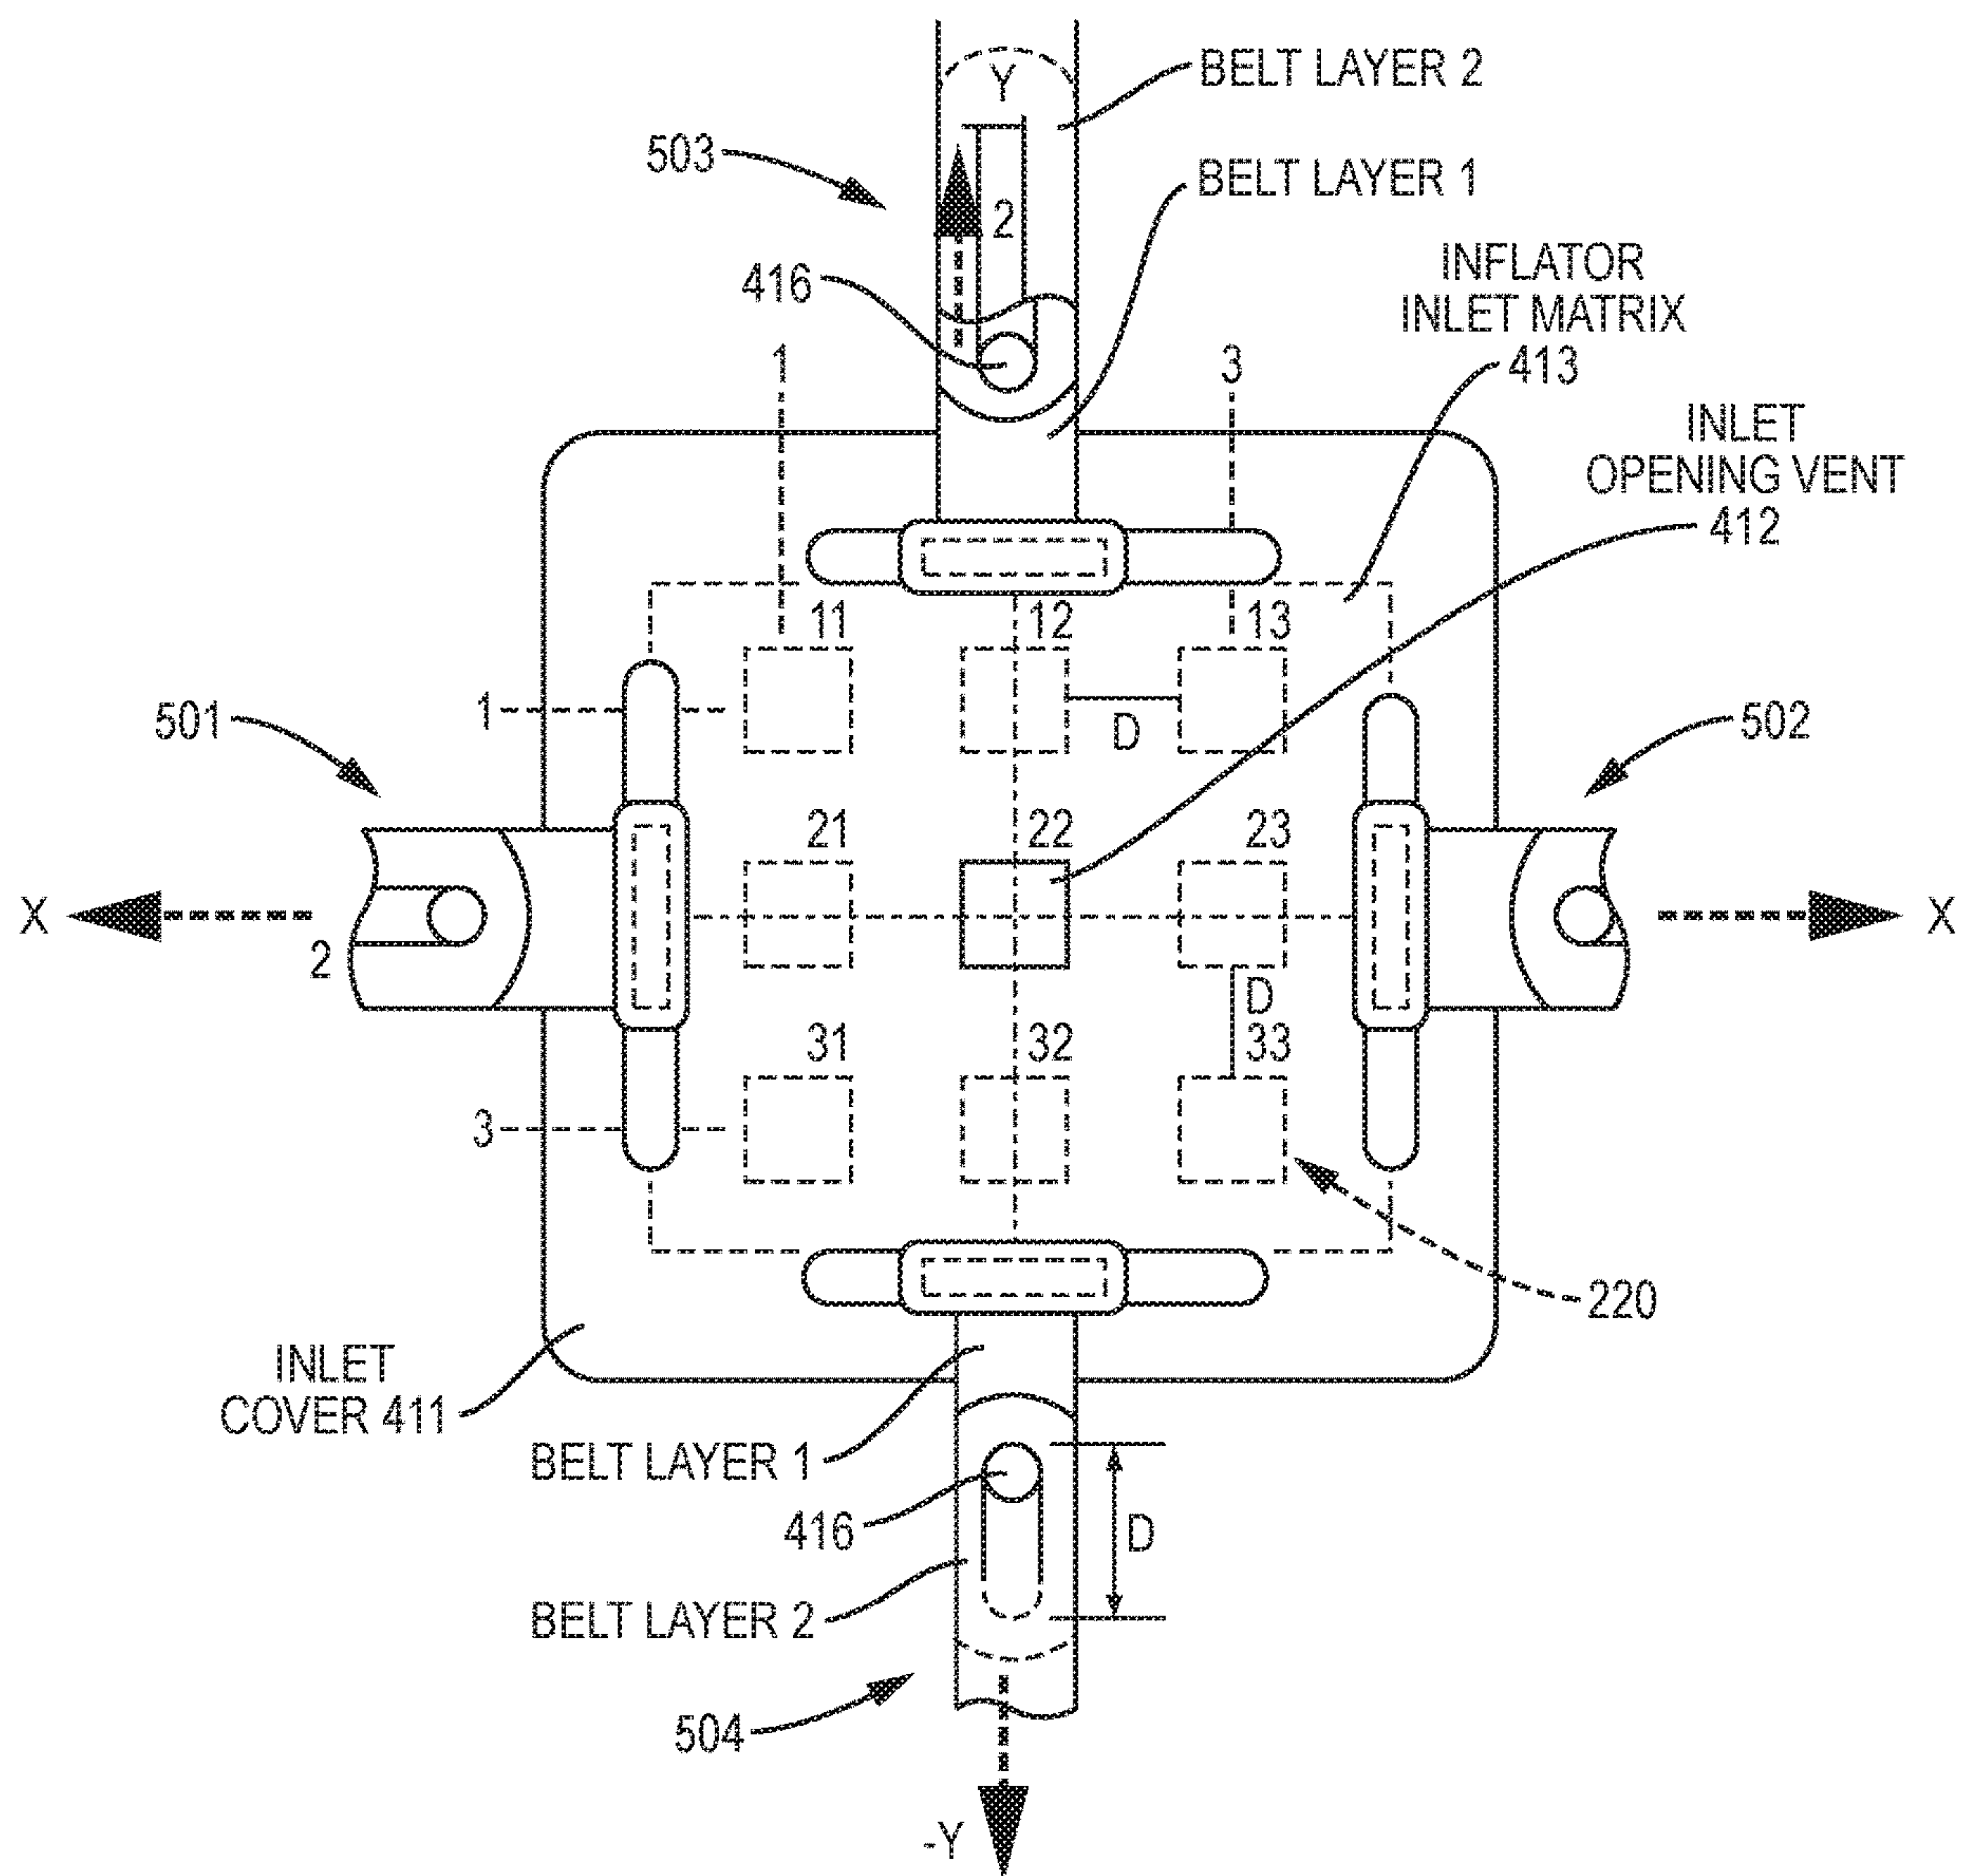 BELT LAYER 2
Y
503
BELT LAYER 1
2
416
INFLATOR
INLET MATRIX
413
1
3
INLET
OPENING VENT
412
11
12
13
1
D
501
502
21
22
23
X
X
2
D
31
32
33
3
220
INLET
COVER 411
BELT LAYER 1
416
D
BELT LAYER 2
504
-Y